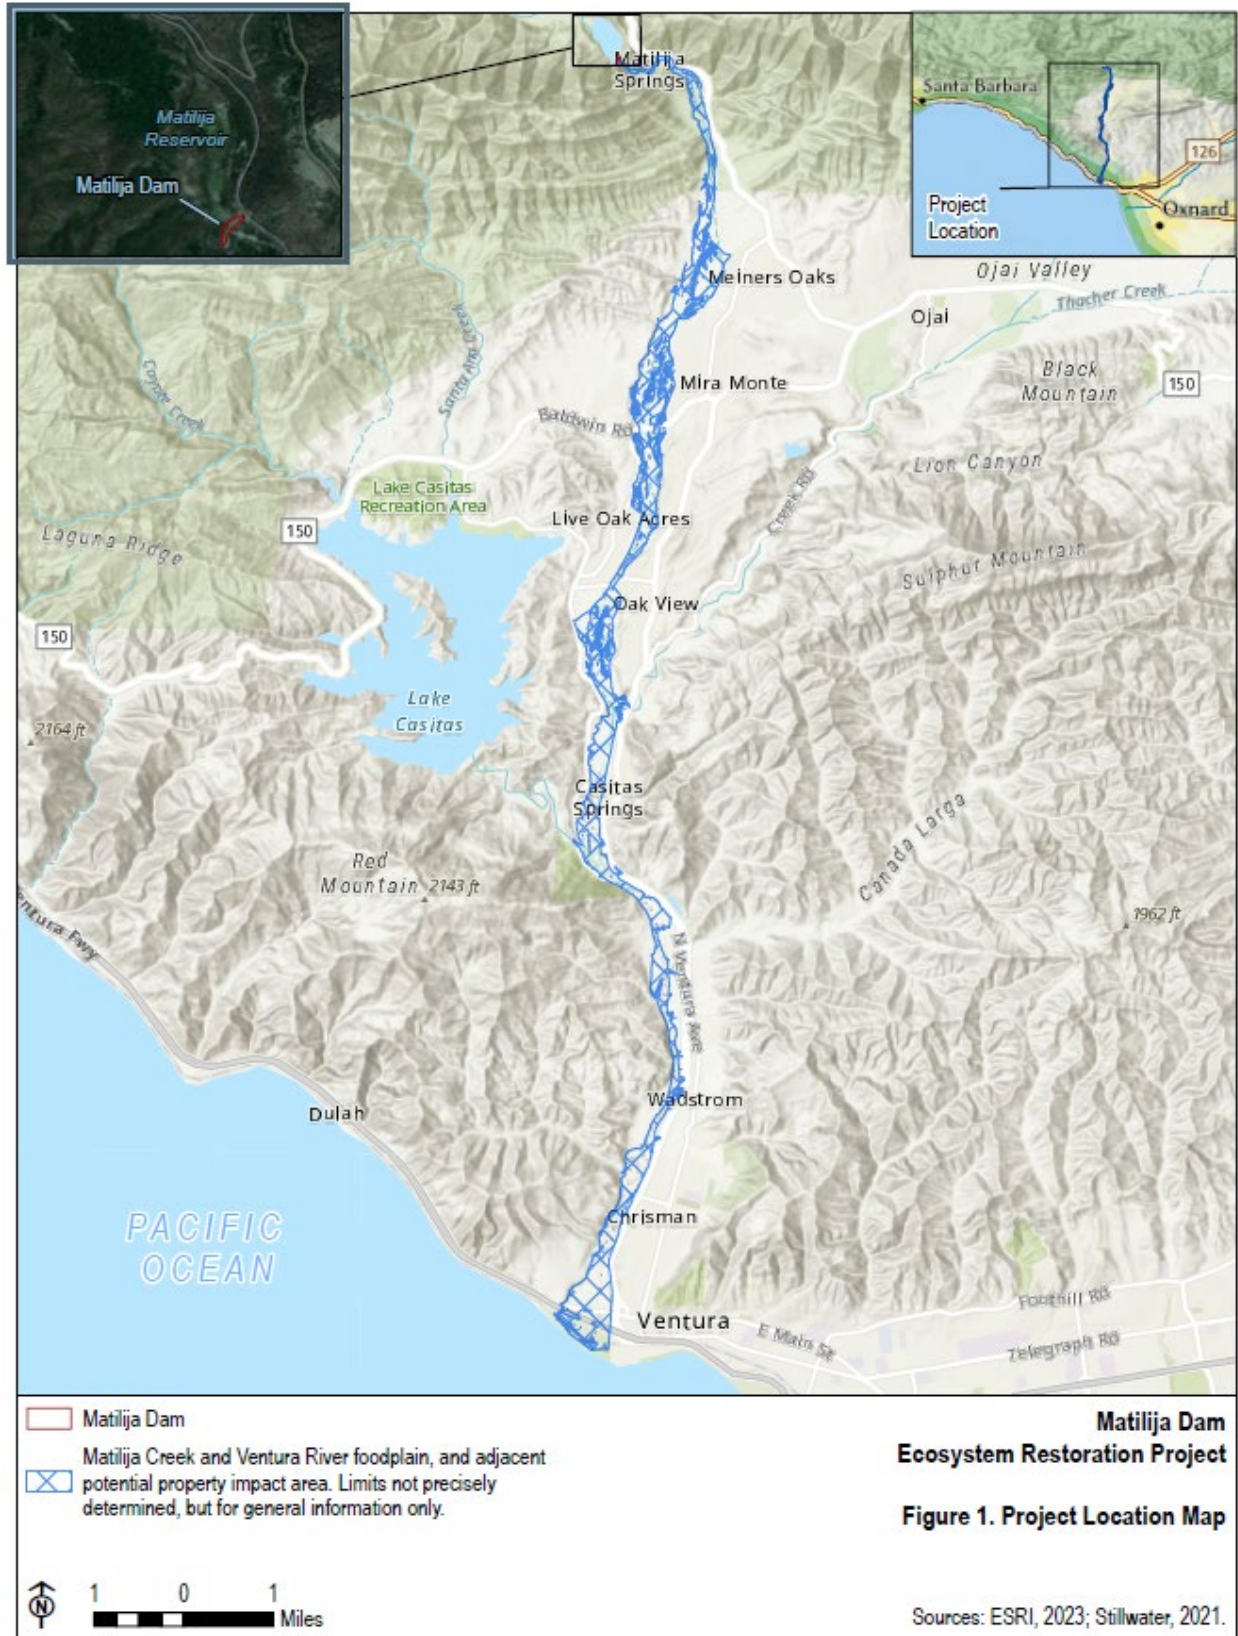 Matilija
Reservoir
Matilija Dam
Matilija
Springs
Santa Barbara
126
Project
Location
Oxnard
Meiners Oaks
Ojai Valley
Thacher Creek
Ojai
Coyote Creek
Santa Ana Creek
Mira Monte
Black
Mountain
150
Baldwin Rd
Lion Canyon
Lake Casitas
Recreation Area
Creek Rd
150
Live Oak Acres
Laguna Ridge
Sulphur Mountain
Oak View
150
Lake
Casitas
2164 ft
Casitas
Springs
Canada Larga
Red
Mountain 2143 ft
1962 ft
entura Fwy
N Ventura Ave
Wadstrom
Dulah
PACIFIC
OCEAN
Chrisman
Ventura
Foothill Rd
E Main St
Telegraph Rd
Matilija Dam
Matilija Creek and Ventura River foodplain, and adjacent
potential property impact area. Limits not precisely
determined, but for general information only.
Matilija Dam
Ecosystem Restoration Project
Figure 1. Project Location Map
N
1 0 1
Miles
Sources: ESRI, 2023; Stillwater, 2021.